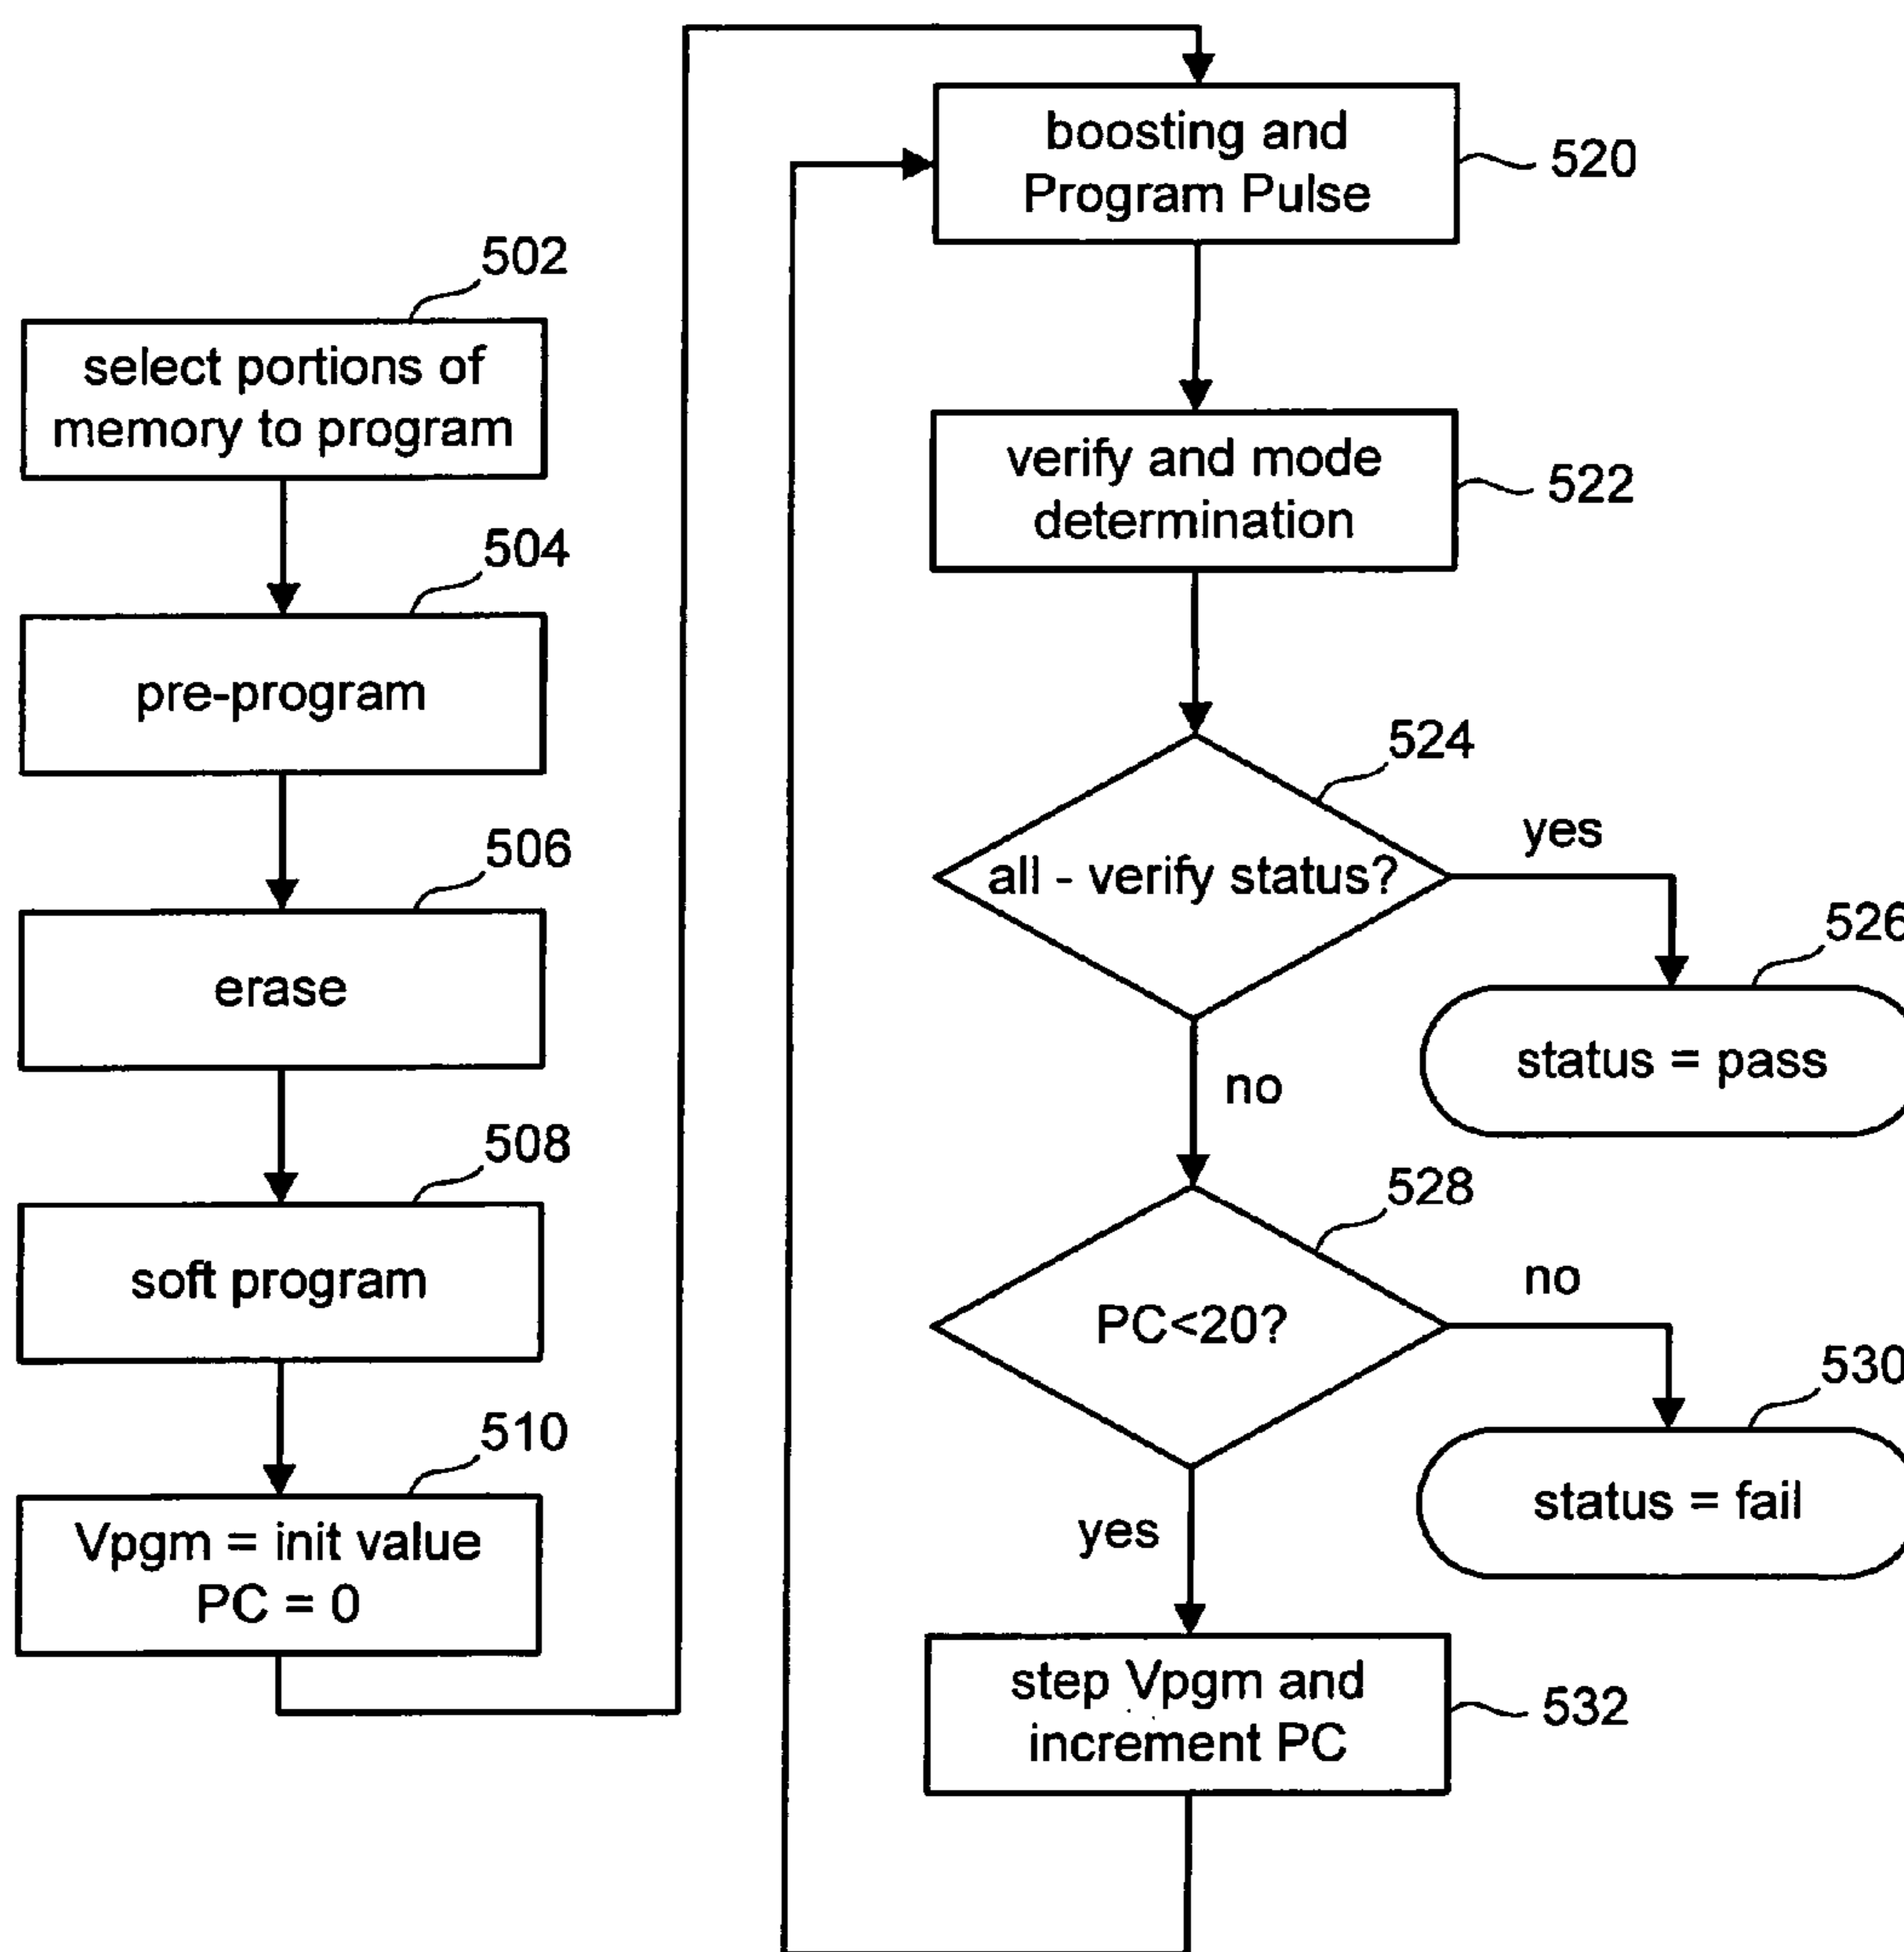 502
select portions of
memory to program
504
pre-program
506
erase
508
soft program
510
Vpgm = init value
PC = 0
boosting and
Program Pulse
520
verify and mode
determination
522
524
all - verify status?
yes
526
status = pass
no
528
PC<20?
no
530
status = fail
yes
step Vpgm and
increment PC
532